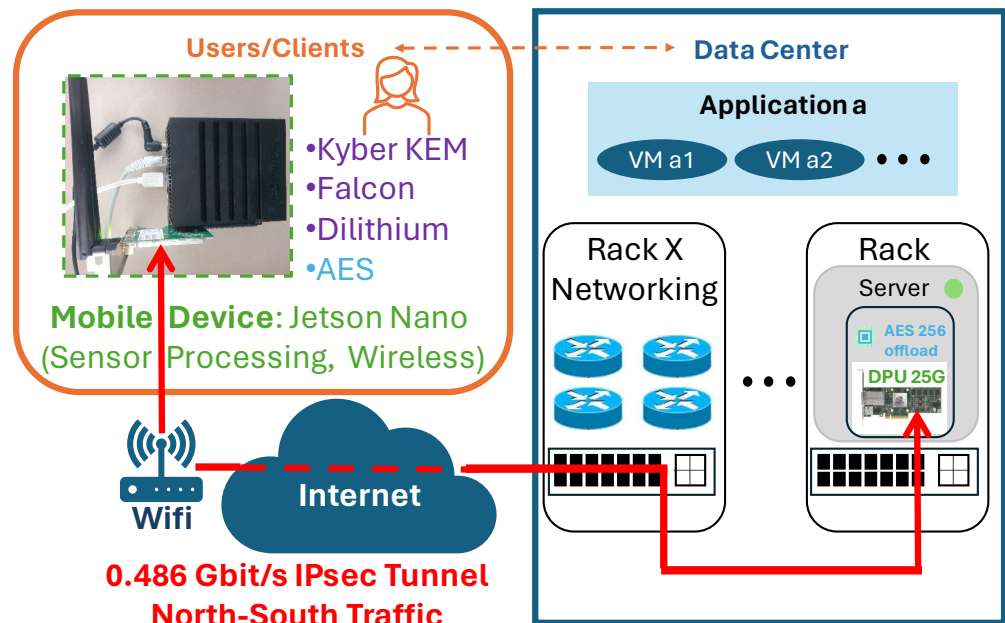 Users/Clients
•Kyber KEM
•Falcon
•Dilithium
•AES
Mobile Device: Jetson Nano
(Sensor Processing, Wireless)
Wifi
Internet
0.486 Gbit/s IPsec Tunnel
North-South Traffic
Data Center
Application a
VM a1
VM a2
•••
Rack X
Networking
•••
Rack
Server
AES 256
offload
DPU 25G